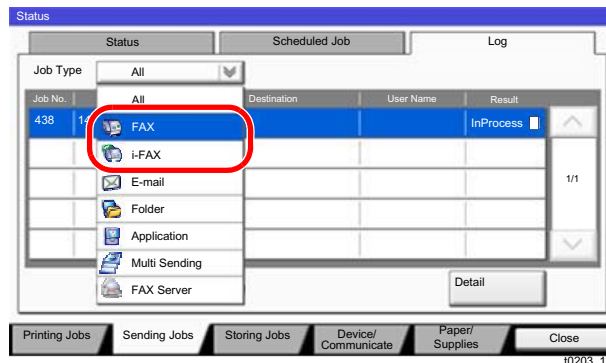 Status
Status Scheduled Job Log
Job Type All
Job No. Destination User Name Result
All
438 14 FAX InProcess
i-FAX
E-mail 1/1
Folder
Application
Multi Sending
FAX Server Detail
Printing Jobs Sending Jobs Storing Jobs Device/
Communicate Paper/
Supplies Close